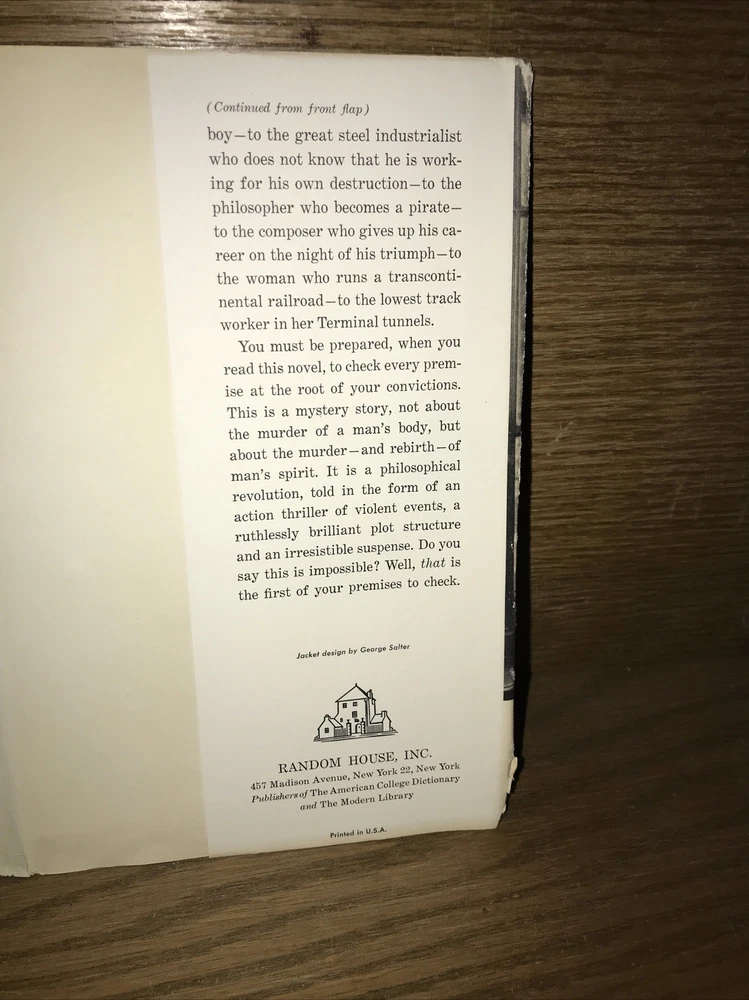 (Continued from front flap)
boy—to the great steel industrialist
who does not know that he is work-
ing for his own destruction—to the
philosopher who becomes a pirate—
to the composer who gives up his ca-
reer on the night of his triumph—to
the woman who runs a transconti-
nental railroad—to the lowest track
worker in her Terminal tunnels.
You must be prepared, when you
read this novel, to check every prem-
ise at the root of your convictions.
This is a mystery story, not about
the murder of a man's body, but
about the murder—and rebirth—of
man's spirit. It is a philosophical
revolution, told in the form of an
action thriller of violent events, a
ruthlessly brilliant plot structure
and an irresistible suspense. Do you
say this is impossible? Well, that is
the first of your premises to check.
Jacket design by George Salter
RANDOM HOUSE, INC.
457 Madison Avenue, New York 22, New York
Publishers of The American College Dictionary
and The Modern Library
Printed in U.S.A.